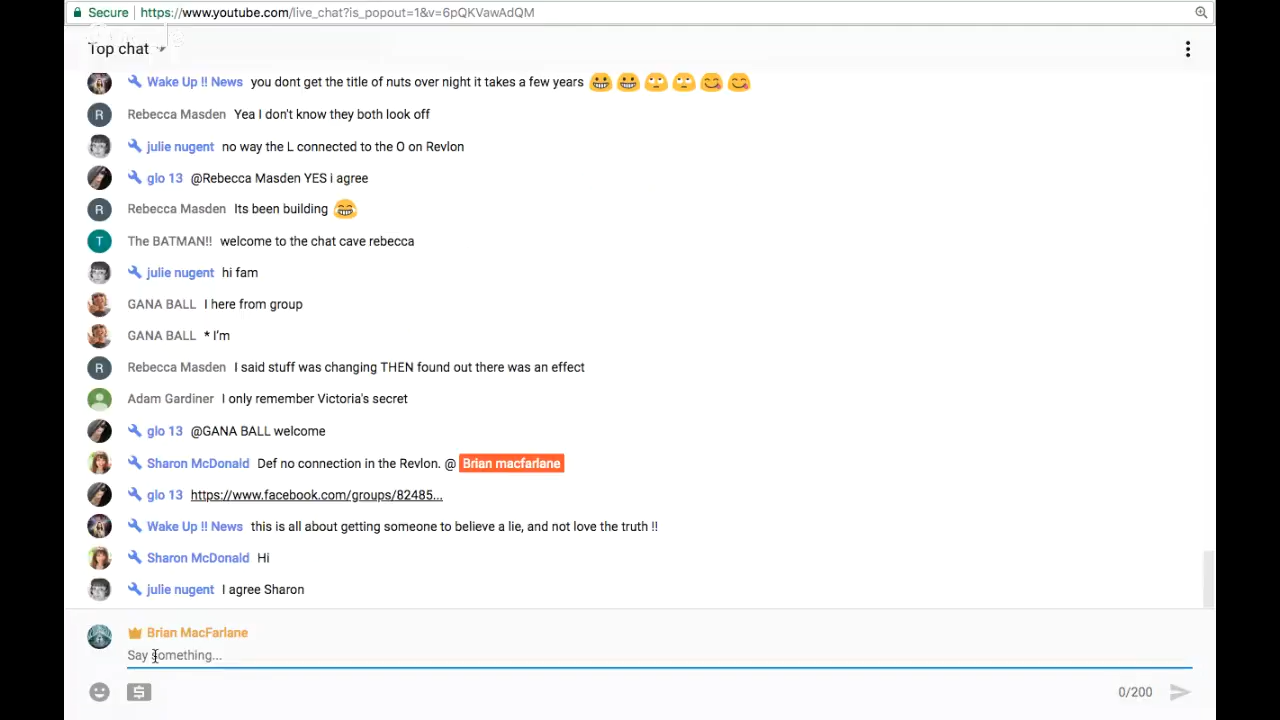 Secure https://www.youtube.com/live_chat?is_popout=1&v=6pQKVawAdQM
Top chat
Wake Up !! News you dont get the title of nuts over night it takes a few years 😀😀🙄🙄😋😋
R Rebecca Masden Yea I don't know they both look off
julie nugent no way the L connected to the O on Revlon
glo 13 @Rebecca Masden YES i agree
R Rebecca Masden Its been building 😂
T The BATMAN!! welcome to the chat cave rebecca
julie nugent hi fam
GANA BALL I here from group
GANA BALL * I'm
R Rebecca Masden I said stuff was changing THEN found out there was an effect
Adam Gardiner I only remember Victoria's secret
glo 13 @GANA BALL welcome
Sharon McDonald Def no connection in the Revlon. @ Brian macfarlane
glo 13 https://www.facebook.com/groups/82485...
Wake Up !! News this is all about getting someone to believe a lie, and not love the truth !!
Sharon McDonald Hi
julie nugent I agree Sharon
Brian MacFarlane
Say something...
0/200